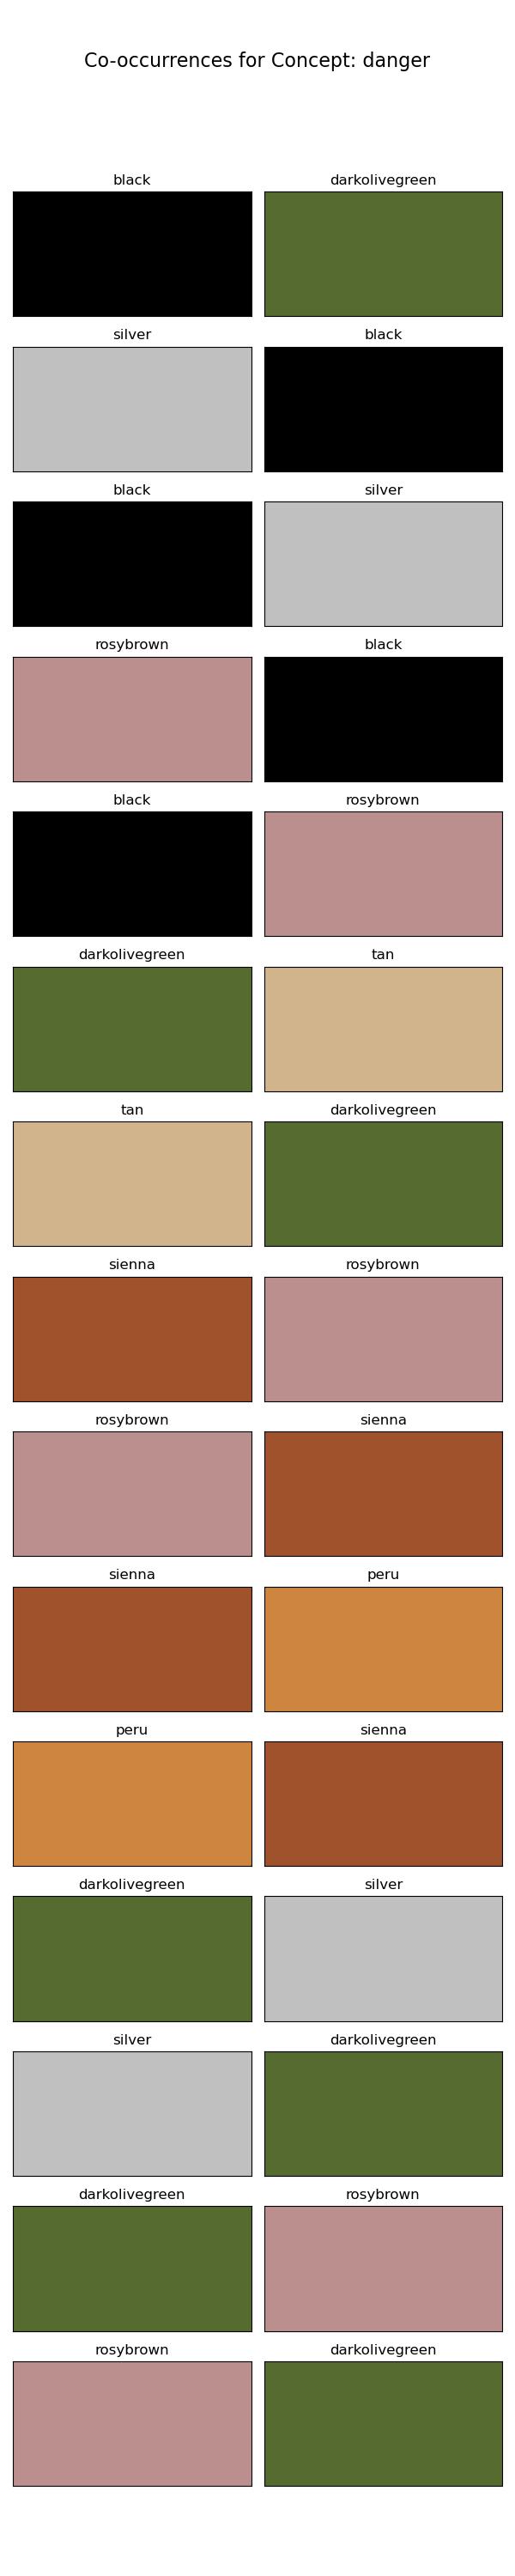 Co-occurrences for Concept: danger
black darkolivegreen
silver black
black silver
rosybrown black
black rosybrown
darkolivegreen tan
tan darkolivegreen
sienna rosybrown
rosybrown sienna
sienna peru
peru sienna
darkolivegreen silver
silver darkolivegreen
darkolivegreen rosybrown
rosybrown darkolivegreen